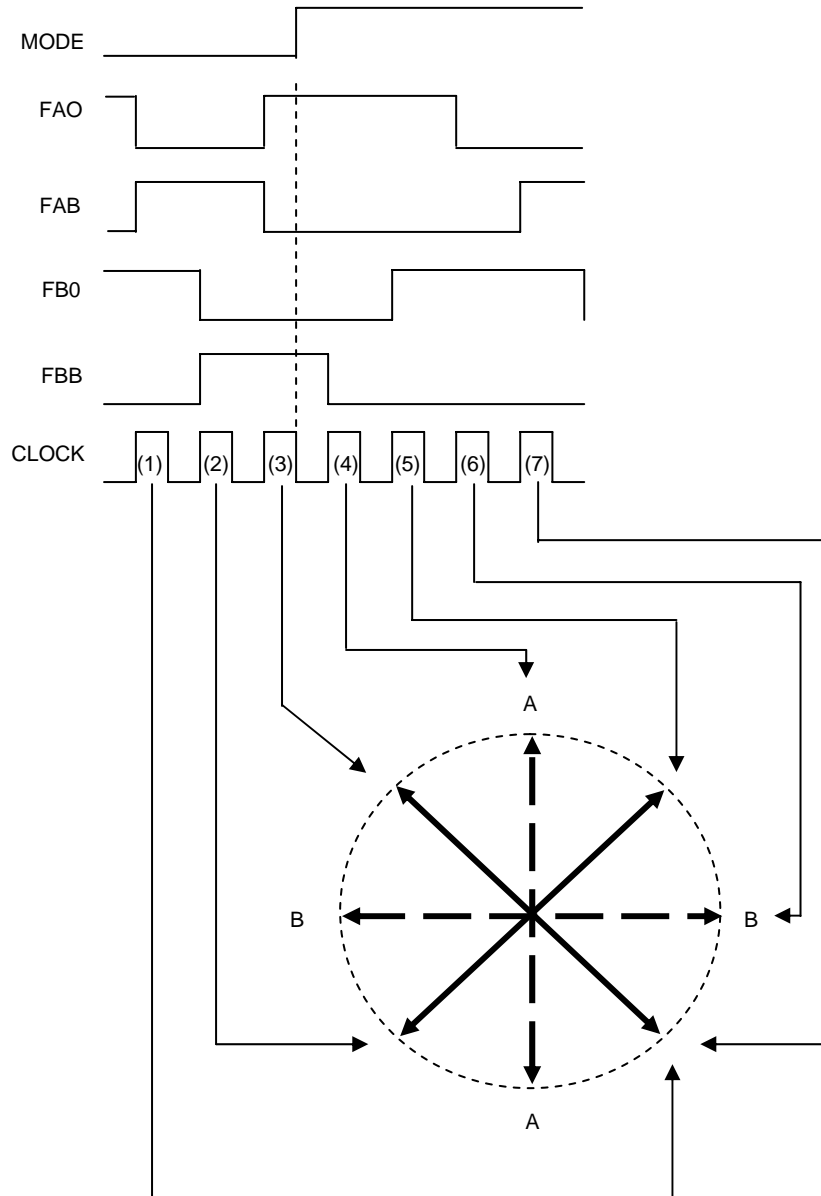 MODE
FAO
FAB
FB0
FBB
CLOCK
(1) (2) (3) (4) (5) (6) (7)
A
B B
A